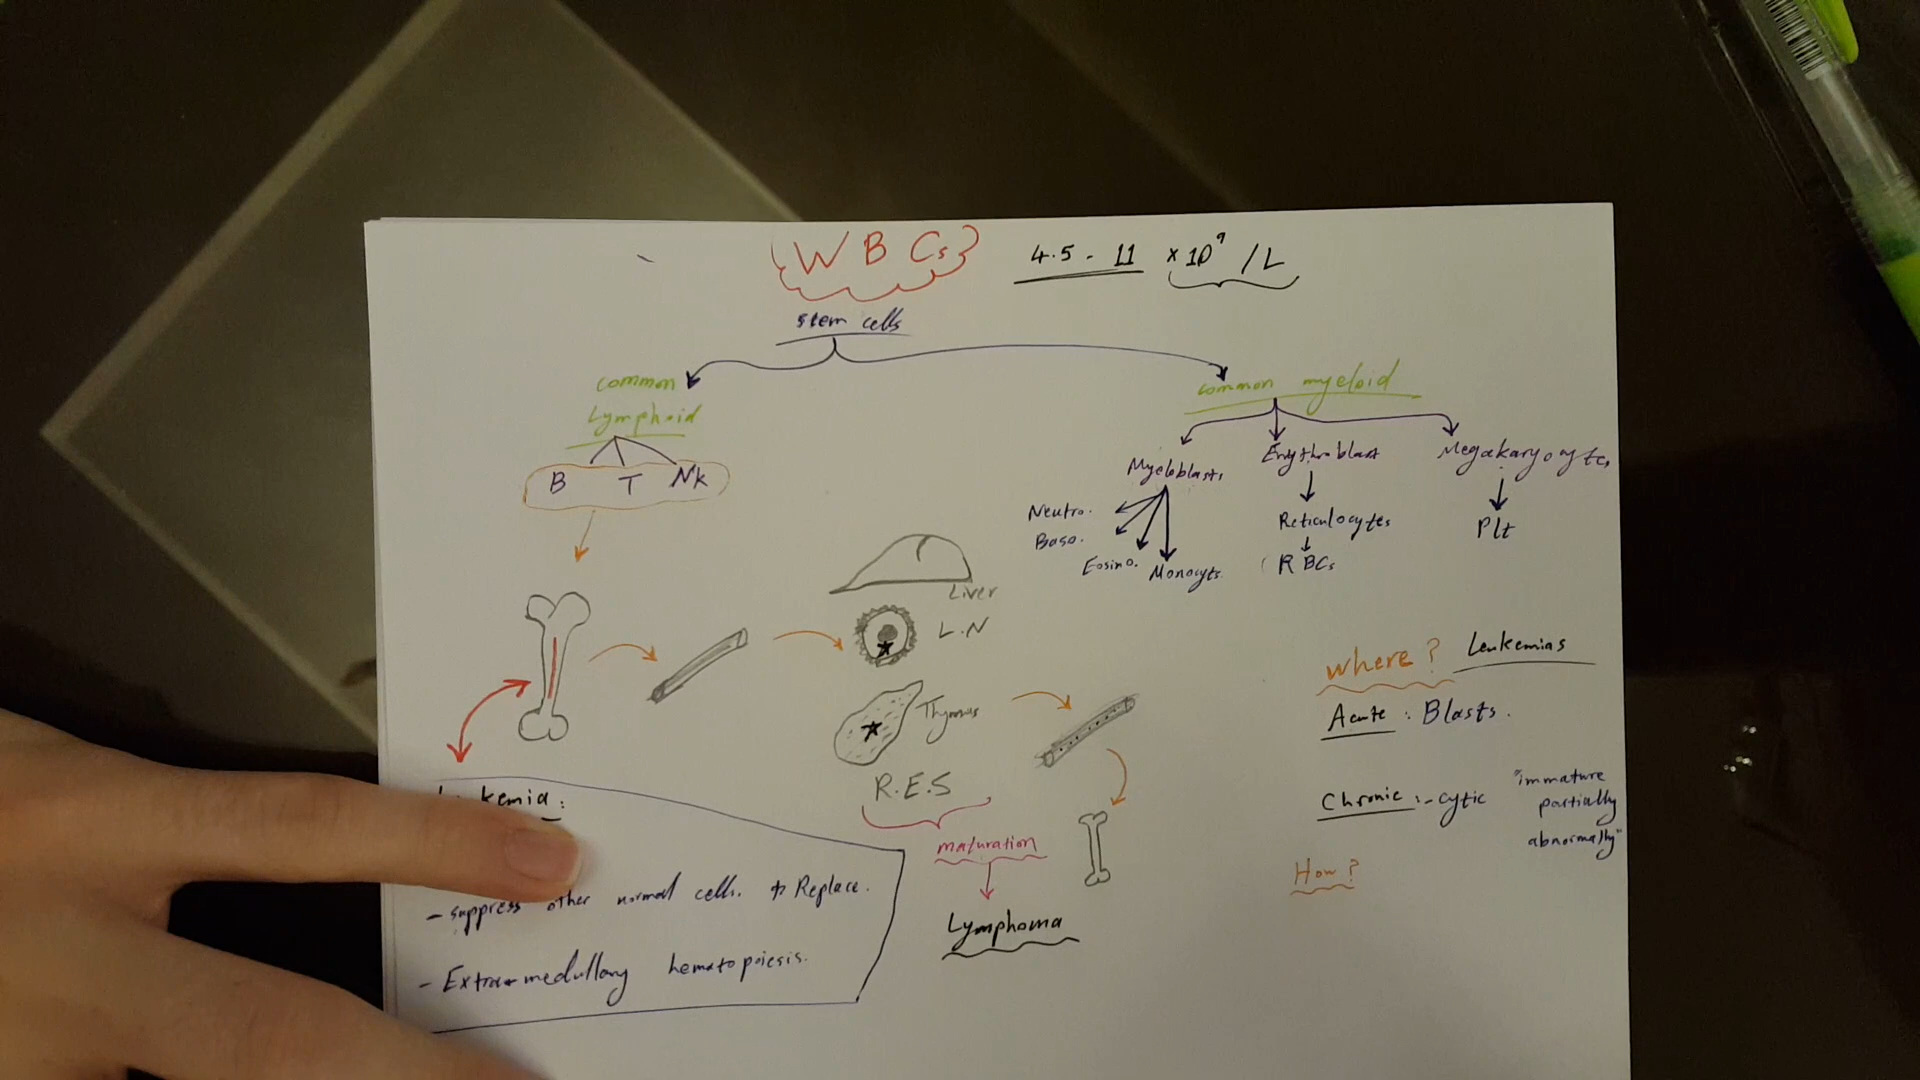 WBCs 4.5 - 11 x10⁹ /L
stem cells
common
Lymphoid
B T NK
common myeloid
Myeloblasts
Erythroblast
Megakaryocytes
Neutro.
Baso.
Eosino.
Monocyts.
Reticulocytes
RBCs
Plt
Liver
L.N
Thymus
R.E.S
maturation
Lymphoma
- suppress other normal cells. Replace.
- Extramedullary hematopoiesis.
where? Leukemias
Acute : Blasts.
Chronic :- cytic "immature
partially
abnormally"
How?